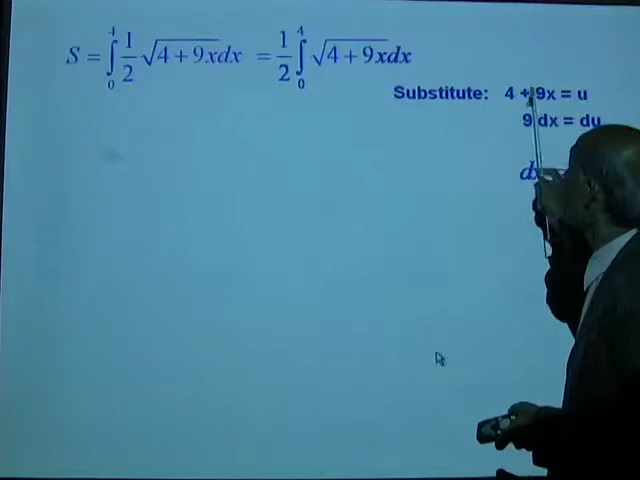 S = ∫₀⁴ 1/2 √(4 + 9x) dx = 1/2 ∫₀⁴ √(4 + 9x) dx
Substitute: 4 + 9x = u
9 dx = du